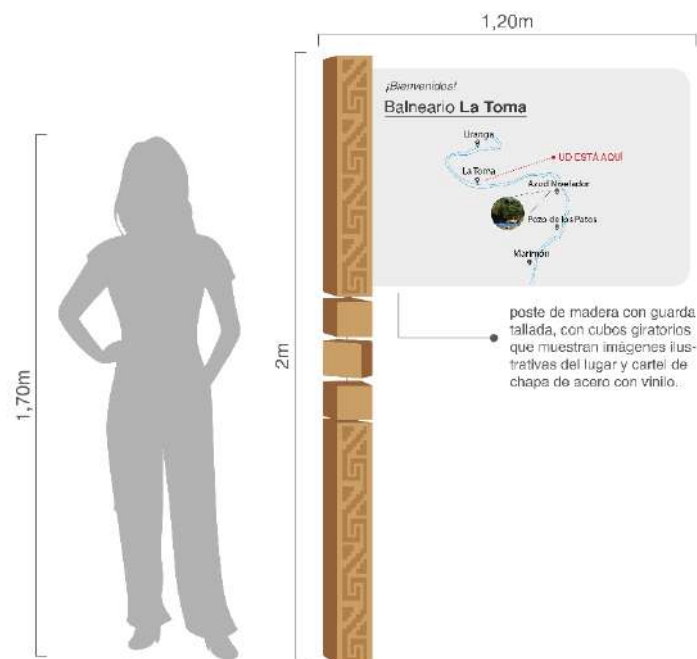 1,20m
¡Bienvenidos!
Balneario La Toma
Uranga
UD ESTÁ AQUÍ
La Toma
Azud Nivelador
Pozo de los Patos
Marimón
poste de madera con guarda
tallada, con cubos giratorios
que muestran imágenes ilus-
trativas del lugar y cartel de
chapa de acero con vinilo.
2m
1,70m